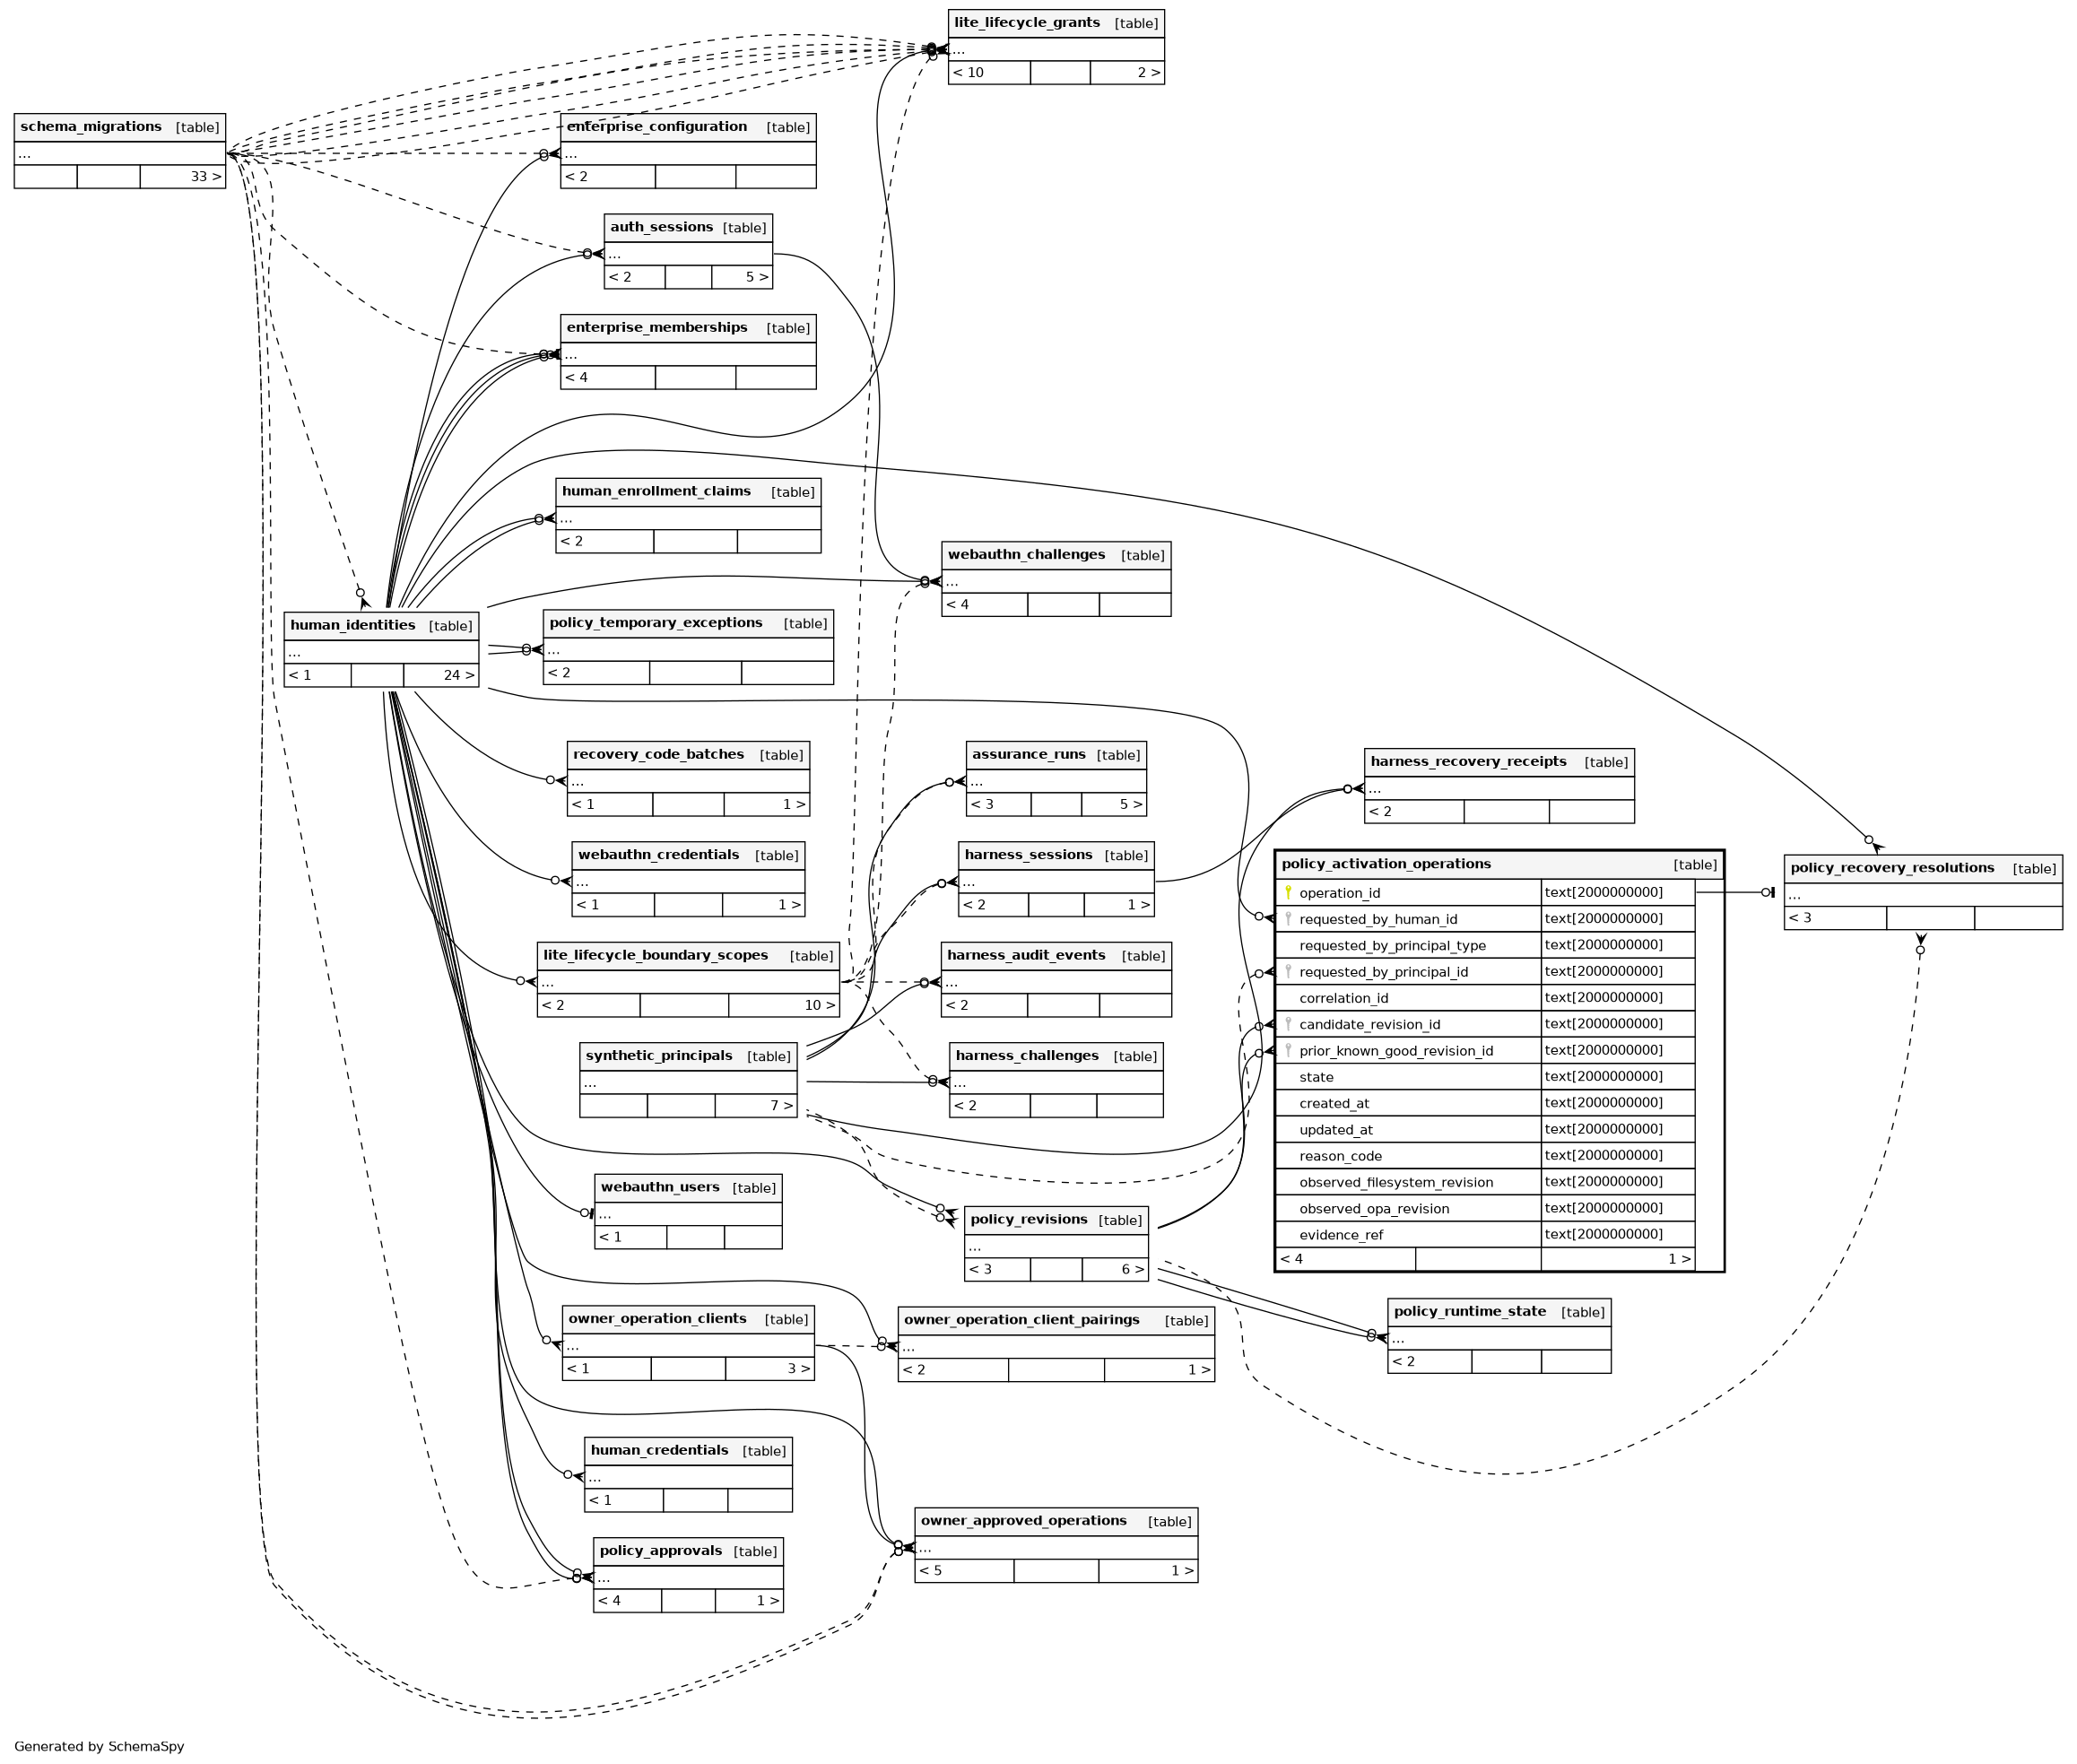 lite_lifecycle_grants [table]
...
< 10 2 >
schema_migrations [table]
...
33 >
enterprise_configuration [table]
...
< 2
auth_sessions [table]
...
< 2 5 >
enterprise_memberships [table]
...
< 4
human_enrollment_claims [table]
...
< 2
webauthn_challenges [table]
...
< 4
human_identities [table]
...
< 1 24 >
policy_temporary_exceptions [table]
...
< 2
recovery_code_batches [table]
...
< 1 1 >
assurance_runs [table]
...
< 3 5 >
harness_recovery_receipts [table]
...
< 2
webauthn_credentials [table]
...
< 1 1 >
harness_sessions [table]
...
< 2 1 >
policy_activation_operations [table]
operation_id text[2000000000]
requested_by_human_id text[2000000000]
requested_by_principal_type text[2000000000]
requested_by_principal_id text[2000000000]
correlation_id text[2000000000]
candidate_revision_id text[2000000000]
prior_known_good_revision_id text[2000000000]
state text[2000000000]
created_at text[2000000000]
updated_at text[2000000000]
reason_code text[2000000000]
observed_filesystem_revision text[2000000000]
observed_opa_revision text[2000000000]
evidence_ref text[2000000000]
< 4 1 >
policy_recovery_resolutions [table]
...
< 3
lite_lifecycle_boundary_scopes [table]
...
< 2 10 >
harness_audit_events [table]
...
< 2
synthetic_principals [table]
...
7 >
harness_challenges [table]
...
< 2
webauthn_users [table]
...
< 1
policy_revisions [table]
...
< 3 6 >
policy_runtime_state [table]
...
< 2
owner_operation_clients [table]
...
< 1 3 >
owner_operation_client_pairings [table]
...
< 2 1 >
human_credentials [table]
...
< 1
owner_approved_operations [table]
...
< 5 1 >
policy_approvals [table]
...
< 4 1 >
Generated by SchemaSpy